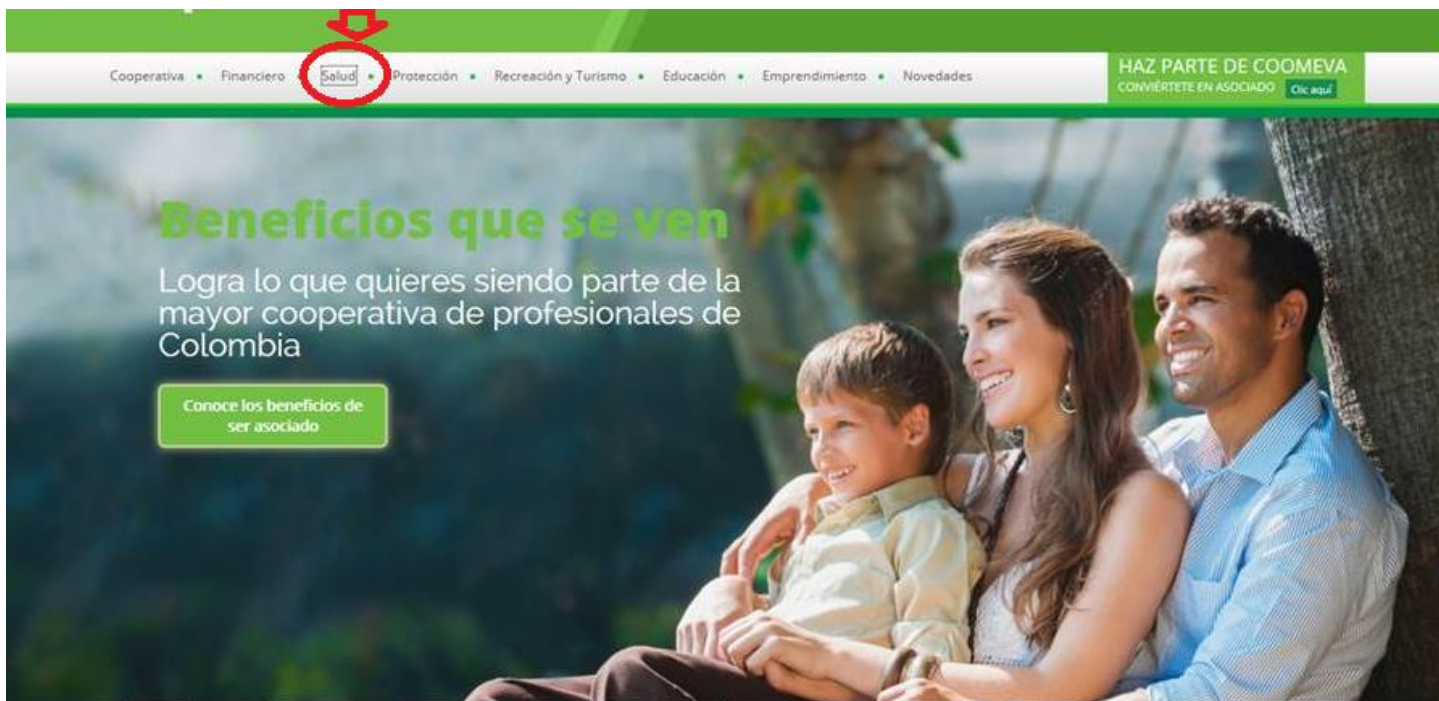 Cooperativa • Financiero • Salud • Protección • Recreación y Turismo • Educación • Emprendimiento • Novedades
HAZ PARTE DE COOMEVA
CONVIÉRTETE EN ASOCIADO Clic aquí
Beneficios que se ven
Logra lo que quieres siendo parte de la
mayor cooperativa de profesionales de
Colombia
Conoce los beneficios de
ser asociado